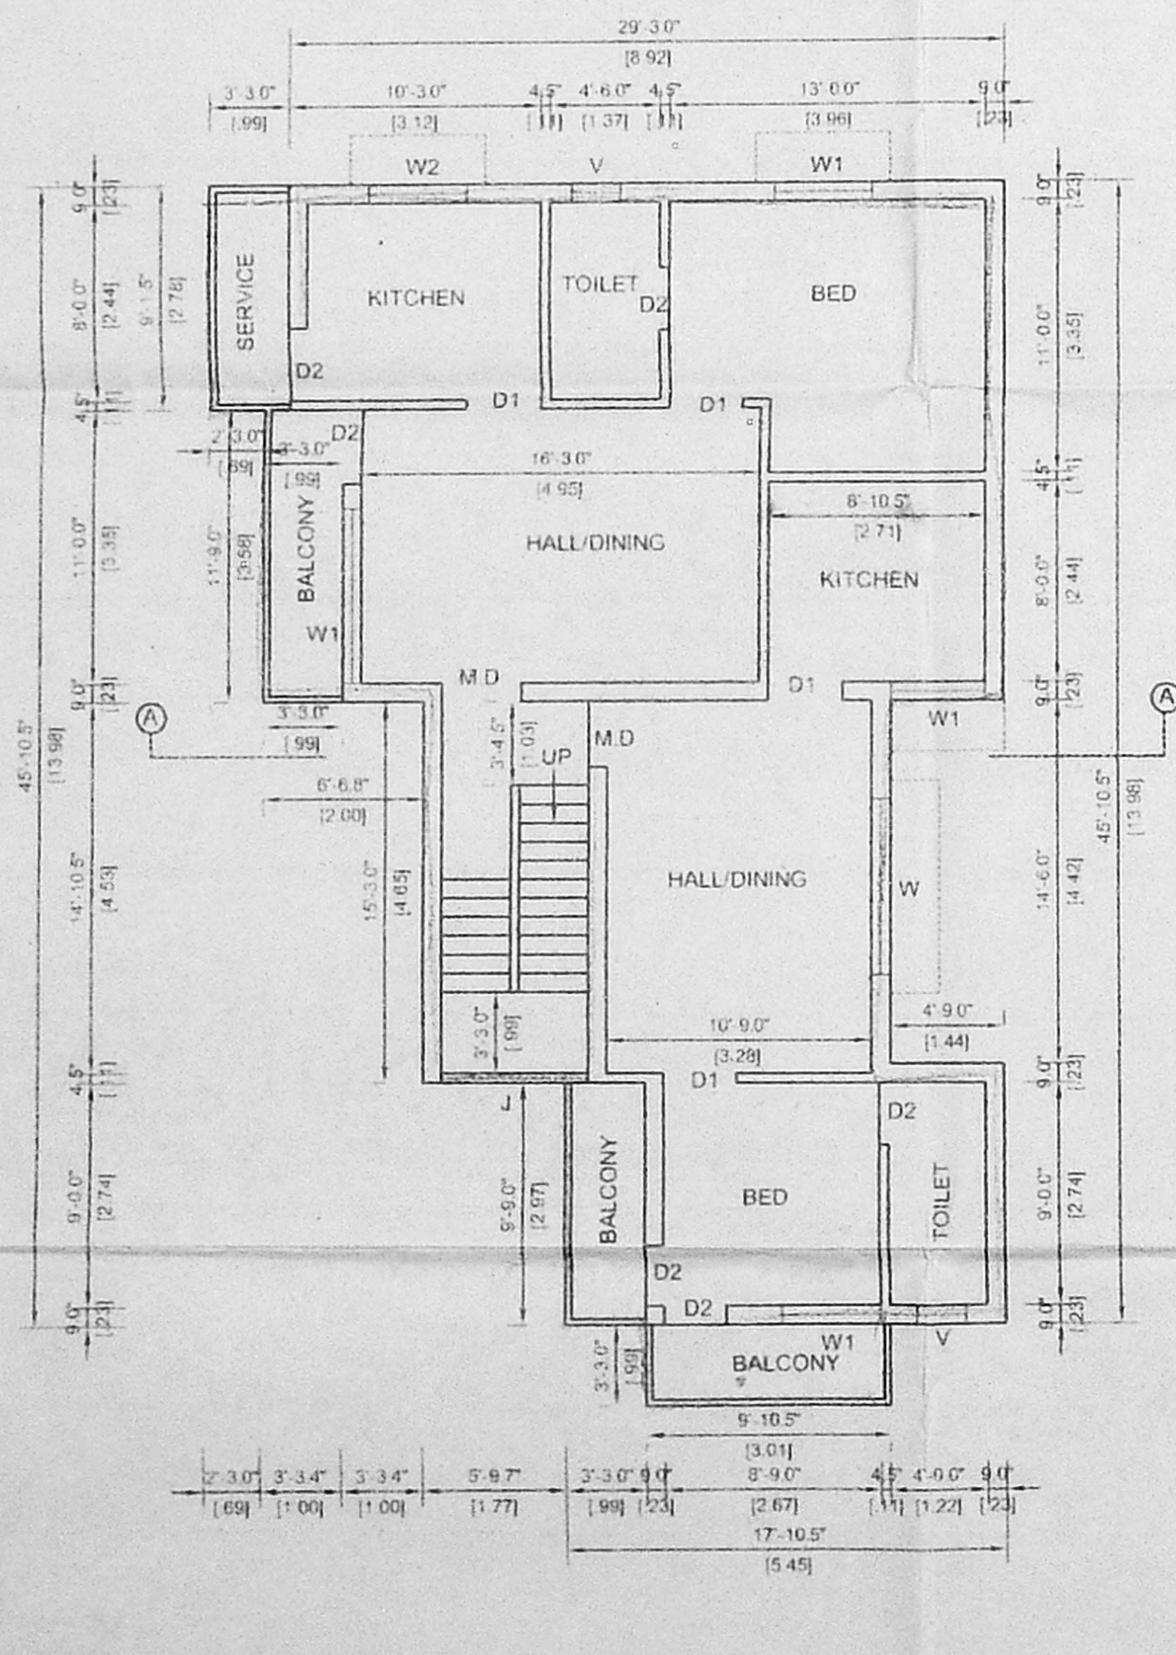 29'-3.0"
[8.92]
3'-3.0" 10'-3.0" 4.5" 4'-6.0" 4.5" 13'-0.0" 9.0"
[.99] [3.12] [.11] [1.37] [.11] [3.96] [.23]
W2 V W1
9.0" [.23]
9.0" [.23]
SERVICE
KITCHEN
TOILET
D2
BED
8'-0.0" [2.44]
9'-1.5" [2.78]
11'-0.0" [3.35]
D2
D1
D1
4.5" [.11]
2'-3.0"
[.69]
3'-3.0"
[.99]
D2
16'-3.0"
[4.95]
4.5" [.11]
8'-10.5"
[2.71]
11'-0.0" [3.35]
11'-9.0" [3.58]
BALCONY
HALL/DINING
KITCHEN
8'-0.0" [2.44]
W1
M.D
D1
9.0" [.23]
9.0" [.23]
A
A
3'-3.0"
[.99]
3'-4.5" [1.03]
M.D
W1
UP
45'-10.5" [13.98]
45'-10.5" [13.98]
6'-6.8"
[2.00]
14'-10.5" [4.53]
15'-3.0" [4.65]
HALL/DINING
W
14'-6.0" [4.42]
3'-3.0" [.99]
10'-9.0"
[3.28]
4'-9.0"
[1.44]
4.5" [.11]
D1
9.0" [.23]
D2
9'-0.0" [2.74]
9'-9.0" [2.97]
BALCONY
BED
TOILET
9'-0.0" [2.74]
D2
D2
9.0" [.23]
9.0" [.23]
W1
V
3'-3.0" [.99]
BALCONY
9'-10.5"
[3.01]
2'-3.0" 3'-3.4" 3'-3.4" 5'-9.7" 3'-3.0" 9.0" 8'-9.0" 4.5" 4'-0.0" 9.0"
[.69] [1.00] [1.00] [1.77] [.99] [.23] [2.67] [.11] [1.22] [.23]
17'-10.5"
[5.45]